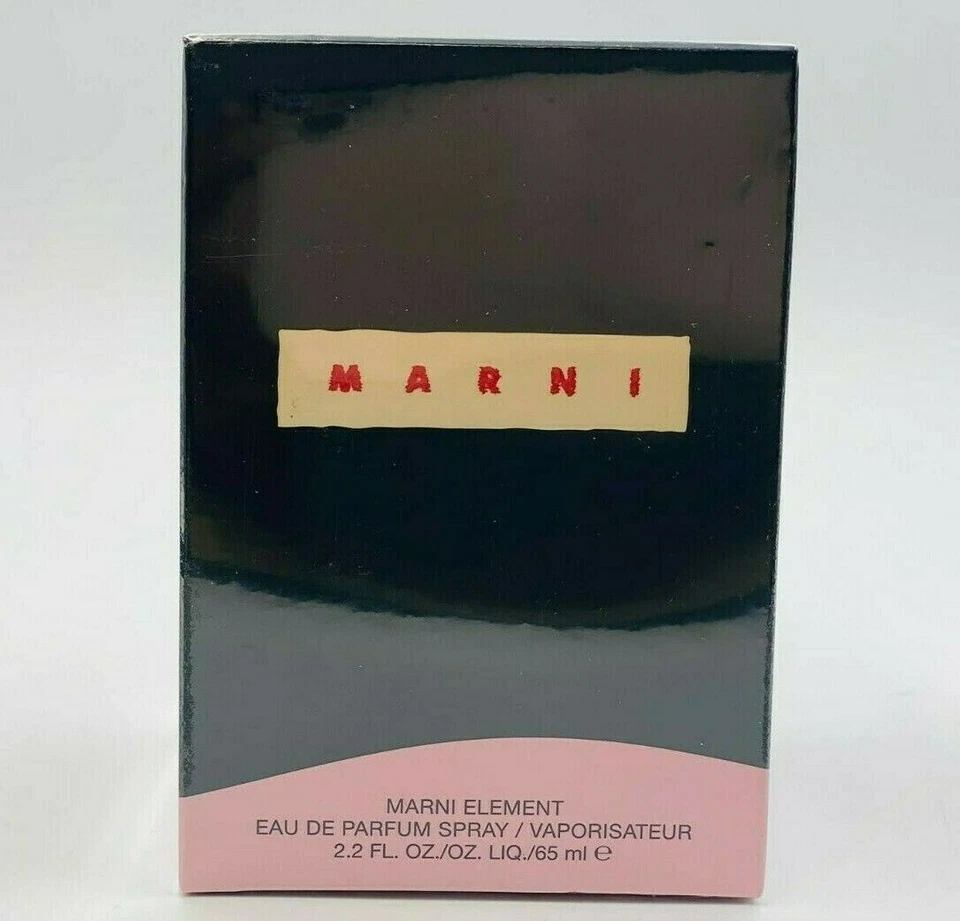 MARNI
MARNI ELEMENT
EAU DE PARFUM SPRAY / VAPORISATEUR
2.2 FL. OZ./OZ. LIQ./65 ml ℮